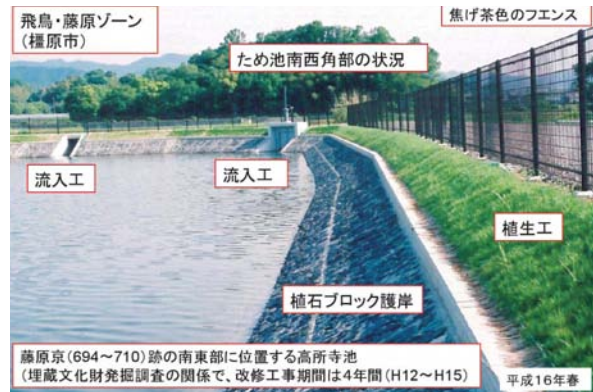 飛鳥・藤原ゾーン
(橿原市)
焦げ茶色のフエンス
ため池南西角部の状況
流入工
流入工
植生工
植石ブロック護岸
藤原京(694~710)跡の南東部に位置する高所寺池
(埋蔵文化財発掘調査の関係で、改修工事期間は4年間(H12~H15)
平成16年春